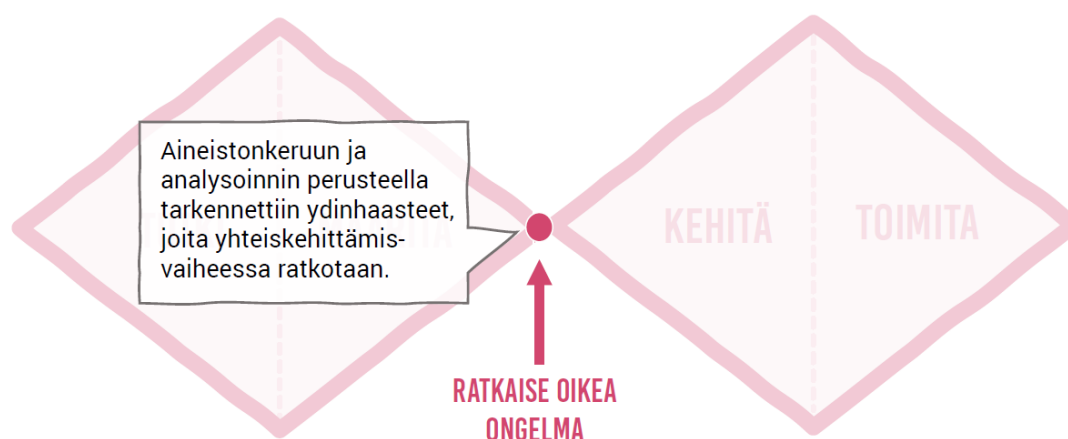 Aineistonkeruun ja
analysoinnin perusteella
tarkennettiin ydinhaasteet,
joita yhteiskehittämis-
vaiheessa ratkotaan.
KEHITÄ
TOIMITA
RATKAISE OIKEA
ONGELMA